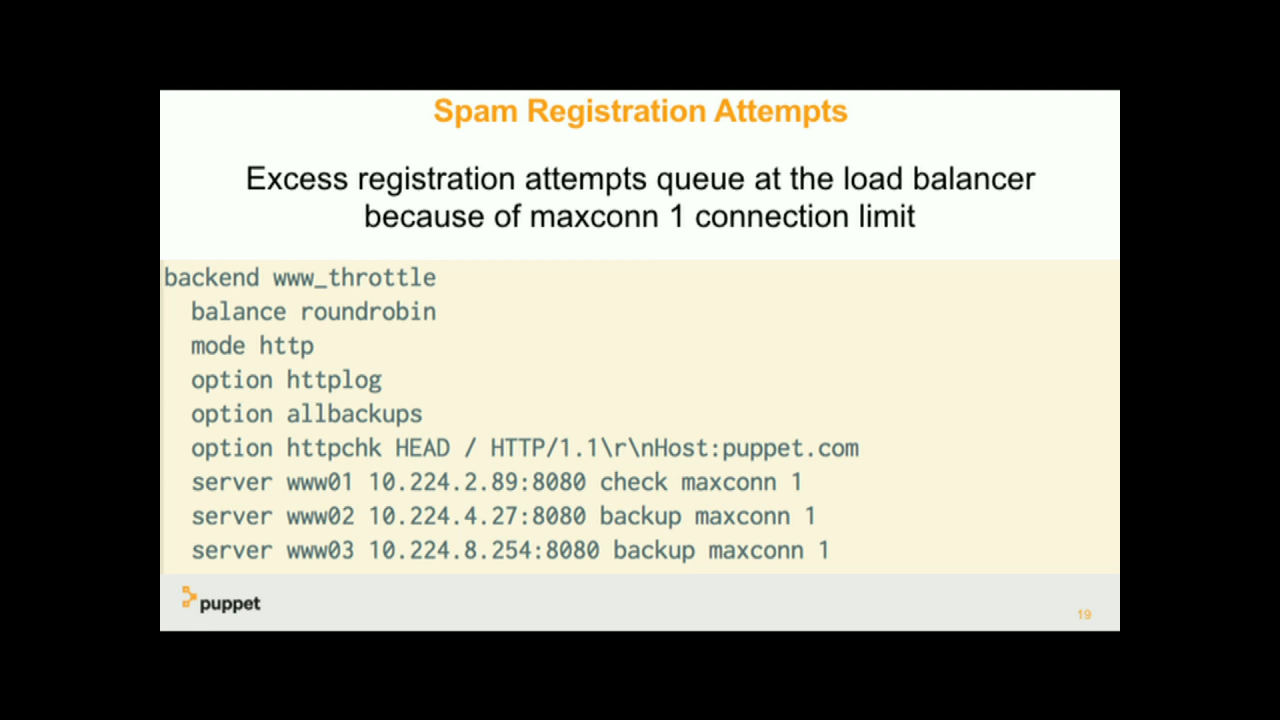 Spam Registration Attempts
Excess registration attempts queue at the load balancer
because of maxconn 1 connection limit
backend www_throttle
balance roundrobin
mode http
option httplog
option allbackups
option httpchk HEAD / HTTP/1.1\r\nHost:puppet.com
server www01 10.224.2.89:8080 check maxconn 1
server www02 10.224.4.27:8080 backup maxconn 1
server www03 10.224.8.254:8080 backup maxconn 1
puppet
19